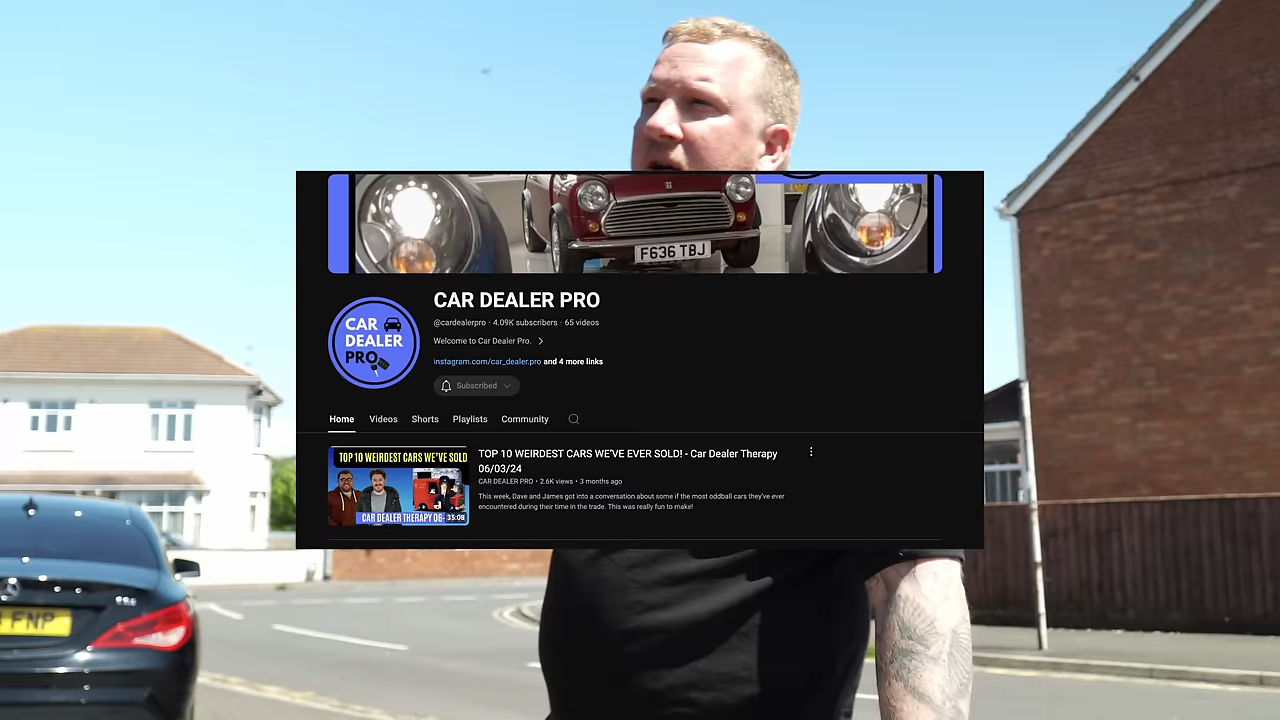 F636 TBJ
CAR DEALER PRO
@cardealerpro · 4.09K subscribers · 65 videos
Welcome to Car Dealer Pro.
instagram.com/car_dealer.pro and 4 more links
Subscribed
CAR
DEALER
PRO
Home Videos Shorts Playlists Community
TOP 10 WEIRDEST CARS WE'VE SOLD
CAR DEALER THERAPY 06-
35:08
TOP 10 WEIRDEST CARS WE'VE EVER SOLD! - Car Dealer Therapy
06/03/24
CAR DEALER PRO · 2.6K views · 3 months ago
This week, Dave and James got into a conversation about some if the most oddball cars they've ever
encountered during their time in the trade. This was really fun to make!
FNP